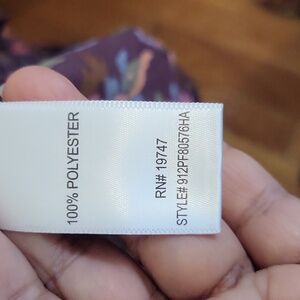 100% POLYESTER
RN# 19747
STYLE# 912PF80576HA